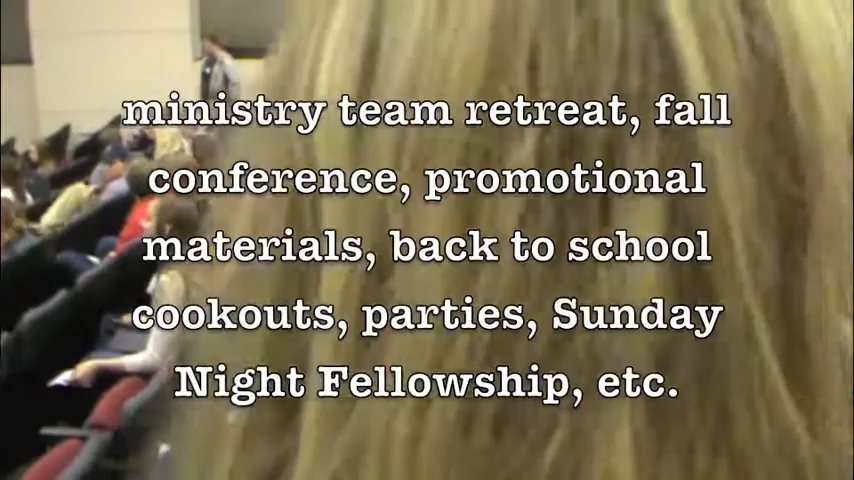 ministry team retreat, fall
conference, promotional
materials, back to school
cookouts, parties, Sunday
Night Fellowship, etc.